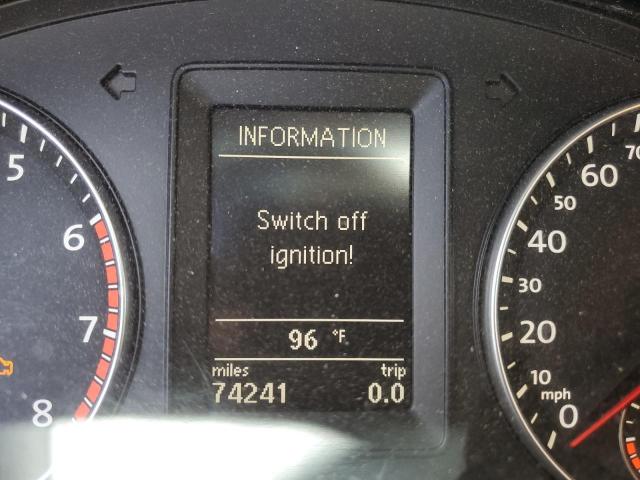 INFORMATION
Switch off
ignition!
96 °F
miles trip
74241 0.0
5
6
7
8
70
60
50
40
30
20
10
mph
0